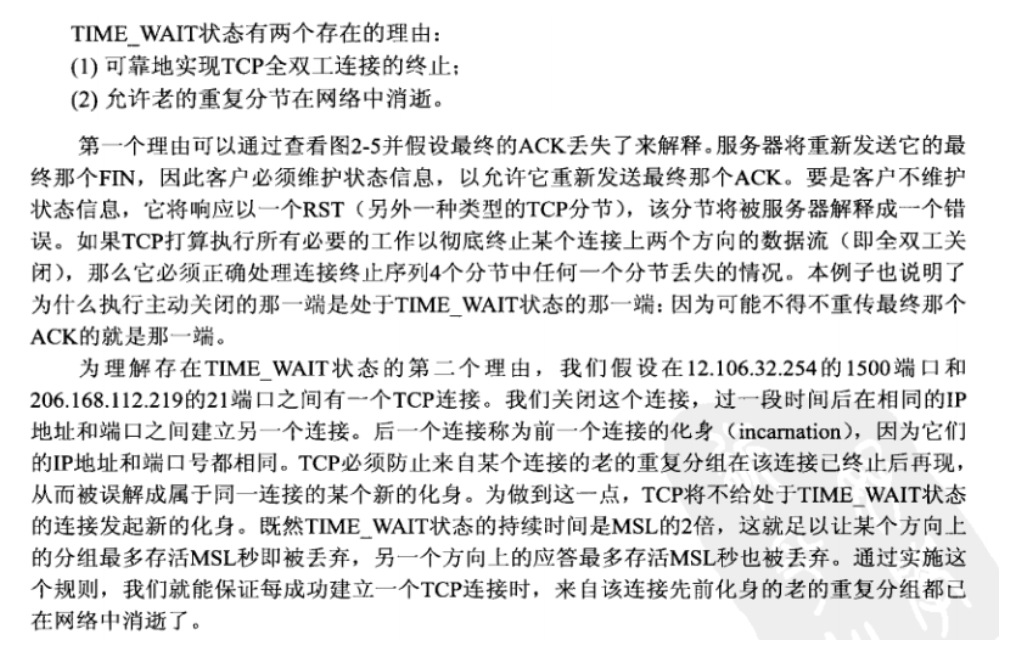 TIME_WAIT状态有两个存在的理由：
(1) 可靠地实现TCP全双工连接的终止；
(2) 允许老的重复分节在网络中消逝。
第一个理由可以通过查看图2-5并假设最终的ACK丢失了来解释。服务器将重新发送它的最
终那个FIN，因此客户必须维护状态信息，以允许它重新发送最终那个ACK。要是客户不维护
状态信息，它将响应以一个RST（另外一种类型的TCP分节），该分节将被服务器解释成一个错
误。如果TCP打算执行所有必要的工作以彻底终止某个连接上两个方向的数据流（即全双工关
闭），那么它必须正确处理连接终止序列4个分节中任何一个分节丢失的情况。本例子也说明了
为什么执行主动关闭的那一端是处于TIME_WAIT状态的那一端：因为可能不得不重传最终那个
ACK的就是那一端。
为理解存在TIME_WAIT状态的第二个理由，我们假设在12.106.32.254的1500端口和
206.168.112.219的21端口之间有一个TCP连接。我们关闭这个连接，过一段时间后在相同的IP
地址和端口之间建立另一个连接。后一个连接称为前一个连接的化身（incarnation），因为它们
的IP地址和端口号都相同。TCP必须防止来自某个连接的老的重复分组在该连接已终止后再现，
从而被误解成属于同一连接的某个新的化身。为做到这一点，TCP将不给处于TIME_WAIT状态
的连接发起新的化身。既然TIME_WAIT状态的持续时间是MSL的2倍，这就足以让某个方向上
的分组最多存活MSL秒即被丢弃，另一个方向上的应答最多存活MSL秒也被丢弃。通过实施这
个规则，我们就能保证每成功建立一个TCP连接时，来自该连接先前化身的老的重复分组都已
在网络中消逝了。